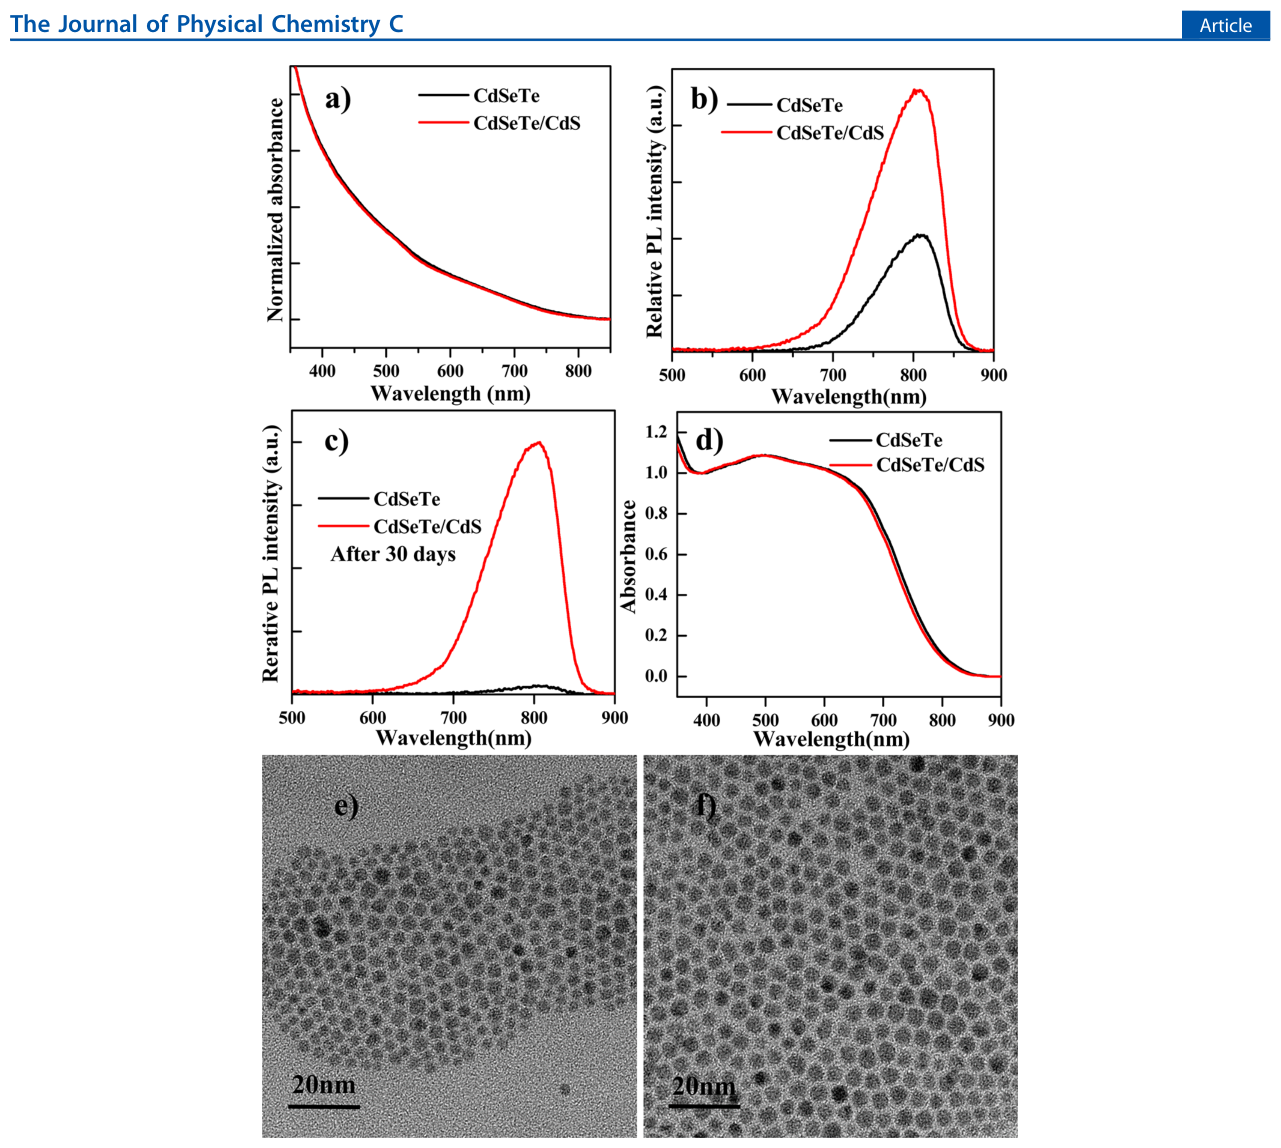 The Journal of Physical Chemistry C
Article
a)
CdSeTe
CdSeTe/CdS
Normalized absorbance
400 500 600 700 800
Wavelength (nm)
b)
CdSeTe
CdSeTe/CdS
Relative PL intensity (a.u.)
500 600 700 800 900
Wavelength(nm)
c)
CdSeTe
CdSeTe/CdS
After 30 days
Rerative PL intensity (a.u.)
500 600 700 800 900
Wavelength(nm)
d)
CdSeTe
CdSeTe/CdS
Absorbance
1.2
1.0
0.8
0.6
0.4
0.2
0.0
400 500 600 700 800 900
Wavelength(nm)
e)
20nm
f)
20nm